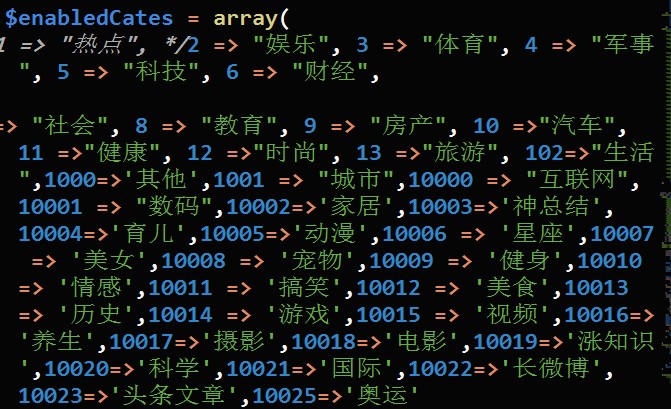 $enabledCates = array(
1 => "热点", */2 => "娱乐", 3 => "体育", 4 => "军事
", 5 => "科技", 6 => "财经",
=> "社会", 8 => "教育", 9 => "房产", 10 =>"汽车",
11 =>"健康", 12 =>"时尚", 13 =>"旅游", 102=>"生活
",1000=>'其他',1001 => "城市",10000 => "互联网",
10001 => "数码",10002=>'家居',10003=>'神总结',
10004=>'育儿',10005=>'动漫',10006 => '星座',10007
=> '美女',10008 => '宠物',10009 => '健身',10010
=> '情感',10011 => '搞笑',10012 => '美食',10013
=> '历史',10014 => '游戏',10015 => '视频',10016=>
'养生',10017=>'摄影',10018=>'电影',10019=>'涨知识
',10020=>'科学',10021=>'国际',10022=>'长微博',
10023=>'头条文章',10025=>'奥运'